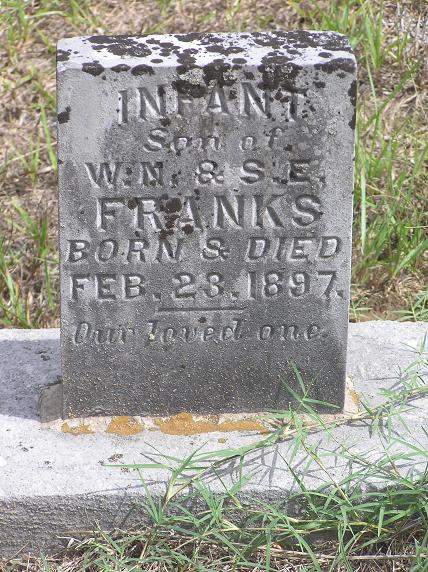 INFANT
Son of
W.N. & S.E.
FRANKS
BORN & DIED
FEB. 23, 1897.
Our loved one.